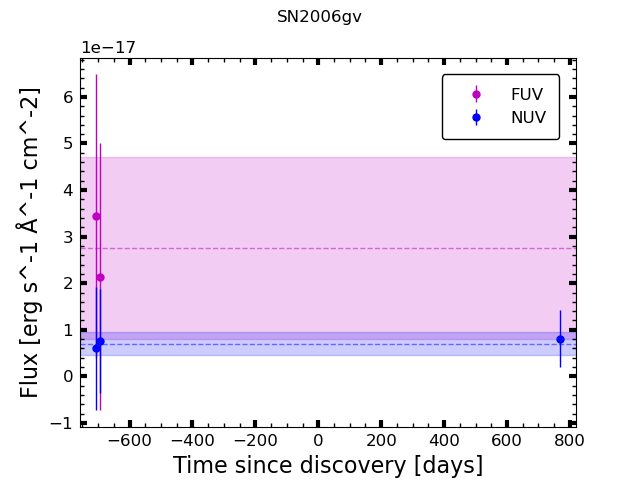 SN2006gv
1e−17
FUV
NUV
6
5
4
3
2
1
0
−1
Flux [erg s^-1 Å^-1 cm^-2]
−600 −400 −200 0 200 400 600 800
Time since discovery [days]